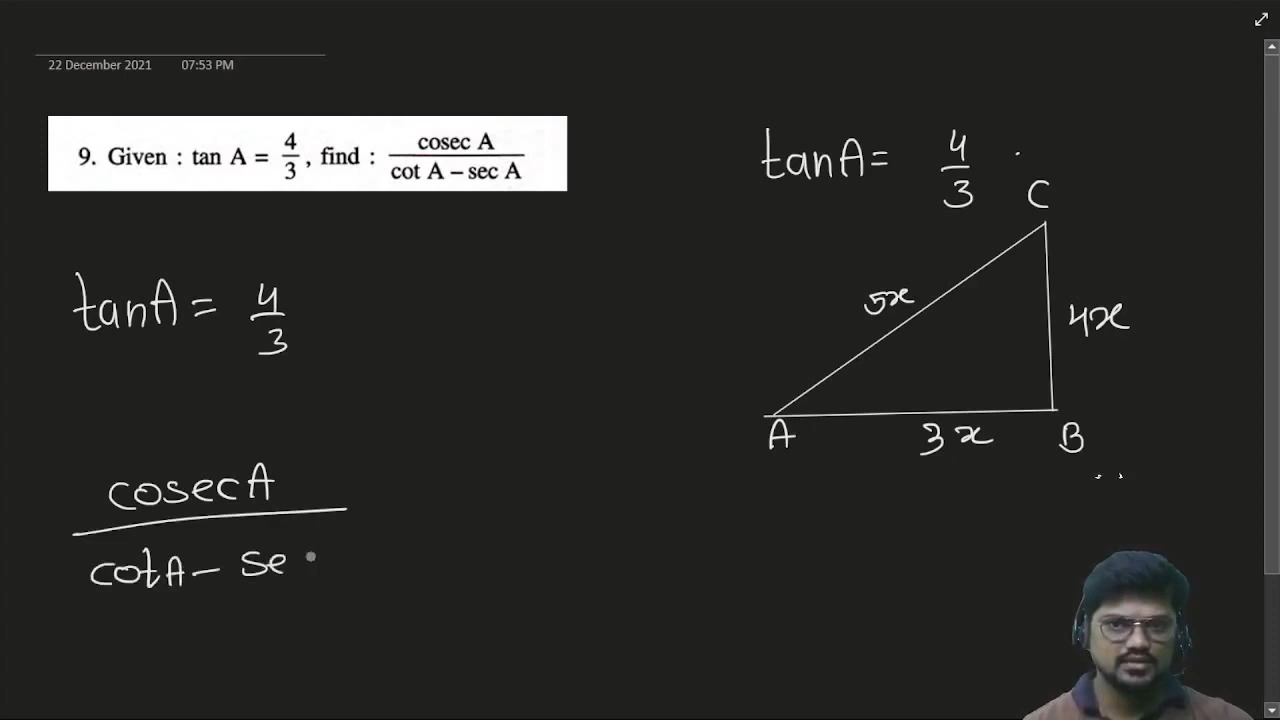 22 December 2021 07:53 PM
9. Given : tan A = 4/3, find : cosec A / cot A – sec A
tanA = 4/3
C
5x
4x
A 3x B
tanA = 4/3
cosecA
cotA – se